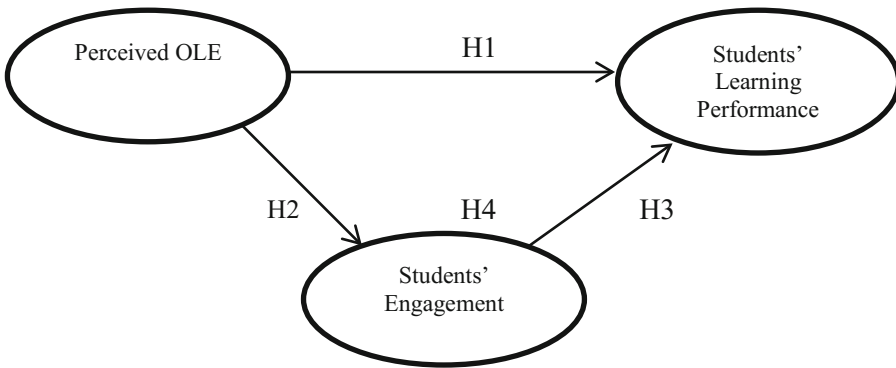 Perceived OLE
H1
Students’
Learning
Performance
H2
H4
H3
Students’
Engagement